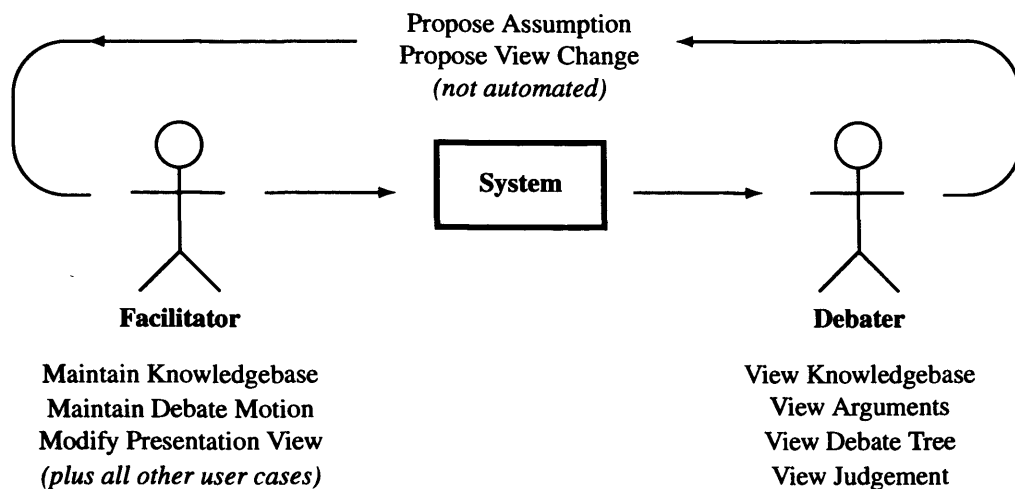 Propose Assumption
Propose View Change
(not automated)
System
Facilitator
Maintain Knowledgebase
Maintain Debate Motion
Modify Presentation View
(plus all other user cases)
Debater
View Knowledgebase
View Arguments
View Debate Tree
View Judgement